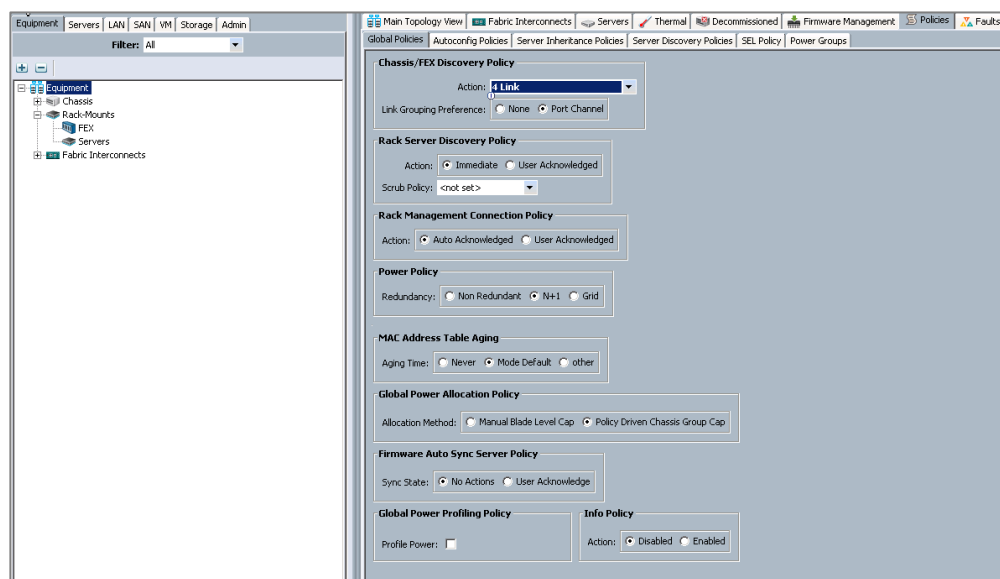 Equipment Servers LAN SAN VM Storage Admin
Filter: All
Equipment
Chassis
Rack-Mounts
FEX
Servers
Fabric Interconnects
Main Topology View Fabric Interconnects Servers Thermal Decommissioned Firmware Management Policies Faults
Global Policies Autoconfig Policies Server Inheritance Policies Server Discovery Policies SEL Policy Power Groups
Chassis/FEX Discovery Policy
Action: 4 Link
Link Grouping Preference: None Port Channel
Rack Server Discovery Policy
Action: Immediate User Acknowledged
Scrub Policy: <not set>
Rack Management Connection Policy
Action: Auto Acknowledged User Acknowledged
Power Policy
Redundancy: Non Redundant N+1 Grid
MAC Address Table Aging
Aging Time: Never Mode Default other
Global Power Allocation Policy
Allocation Method: Manual Blade Level Cap Policy Driven Chassis Group Cap
Firmware Auto Sync Server Policy
Sync State: No Actions User Acknowledge
Global Power Profiling Policy
Profile Power:
Info Policy
Action: Disabled Enabled